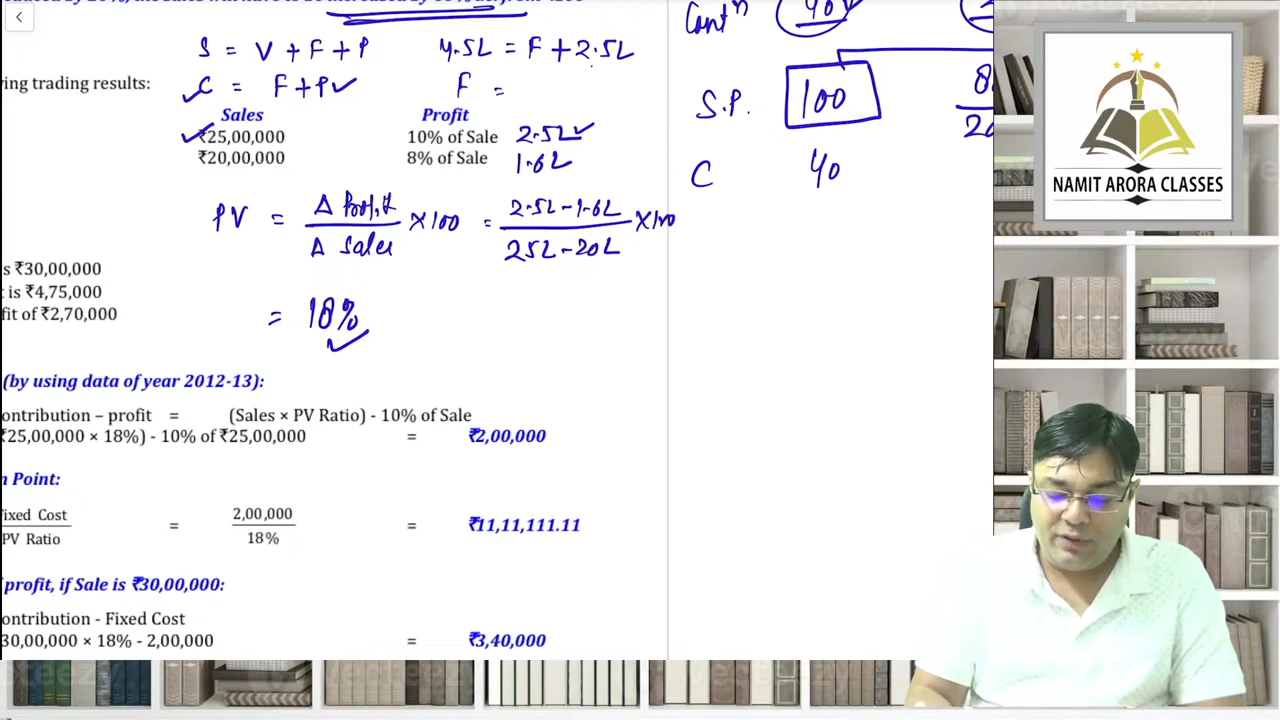 S = V + F + P
4.5L = F + 2.5L
Contⁿ 40
ing trading results:
C = F + P ✓
F =
S.P. 100
Sales Profit
₹25,00,000 10% of Sale 2.5L ✓
₹20,00,000 8% of Sale 1.6L
C 40
NAMIT ARORA CLASSES
PV = Δ Profit / Δ Sales × 100 = 2.5L - 1.6L / 25L - 20L × 100
= 18%
s ₹30,00,000
t is ₹4,75,000
fit of ₹2,70,000
(by using data of year 2012-13):
ontribution – profit = (Sales × PV Ratio) - 10% of Sale
₹25,00,000 × 18%) - 10% of ₹25,00,000 = ₹2,00,000
n Point:
ixed Cost / PV Ratio = 2,00,000 / 18% = ₹11,11,111.11
profit, if Sale is ₹30,00,000:
ontribution - Fixed Cost
30,00,000 × 18% - 2,00,000 = ₹3,40,000